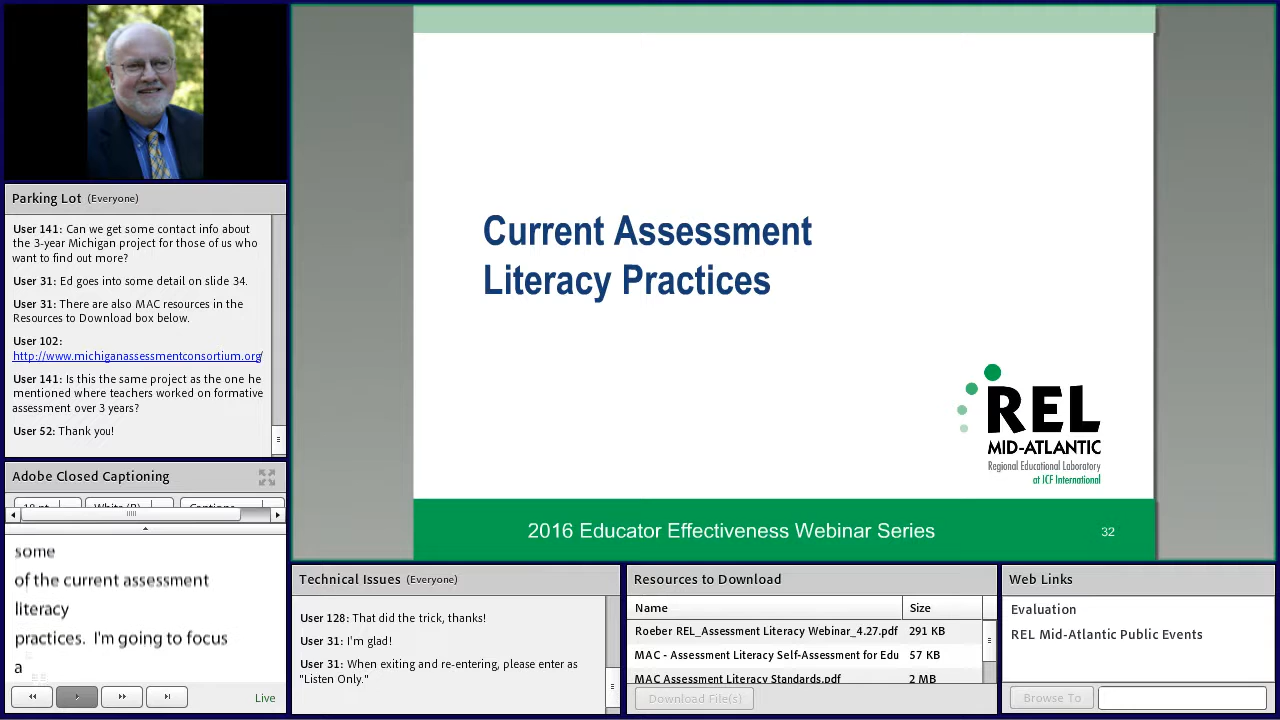 Parking Lot (Everyone)
User 141: Can we get some contact info about
the 3-year Michigan project for those of us who
want to find out more?
User 31: Ed goes into some detail on slide 34.
User 31: There are also MAC resources in the
Resources to Download box below.
User 102:
http://www.michiganassessmentconsortium.org/
User 141: Is this the same project as the one he
mentioned where teachers worked on formative
assessment over 3 years?
User 52: Thank you!
Adobe Closed Captioning
some
of the current assessment
literacy
practices. I'm going to focus
a
Live
Current Assessment
Literacy Practices
REL
MID-ATLANTIC
Regional Educational Laboratory
at ICF International
2016 Educator Effectiveness Webinar Series
32
Technical Issues (Everyone)
User 128: That did the trick, thanks!
User 31: I'm glad!
User 31: When exiting and re-entering, please enter as
"Listen Only."
Resources to Download
Name Size
Roeber REL_Assessment Literacy Webinar_4.27.pdf 291 KB
MAC - Assessment Literacy Self-Assessment for Edu 57 KB
MAC Assessment Literacy Standards.pdf 2 MB
Download File(s)
Web Links
Evaluation
REL Mid-Atlantic Public Events
Browse To